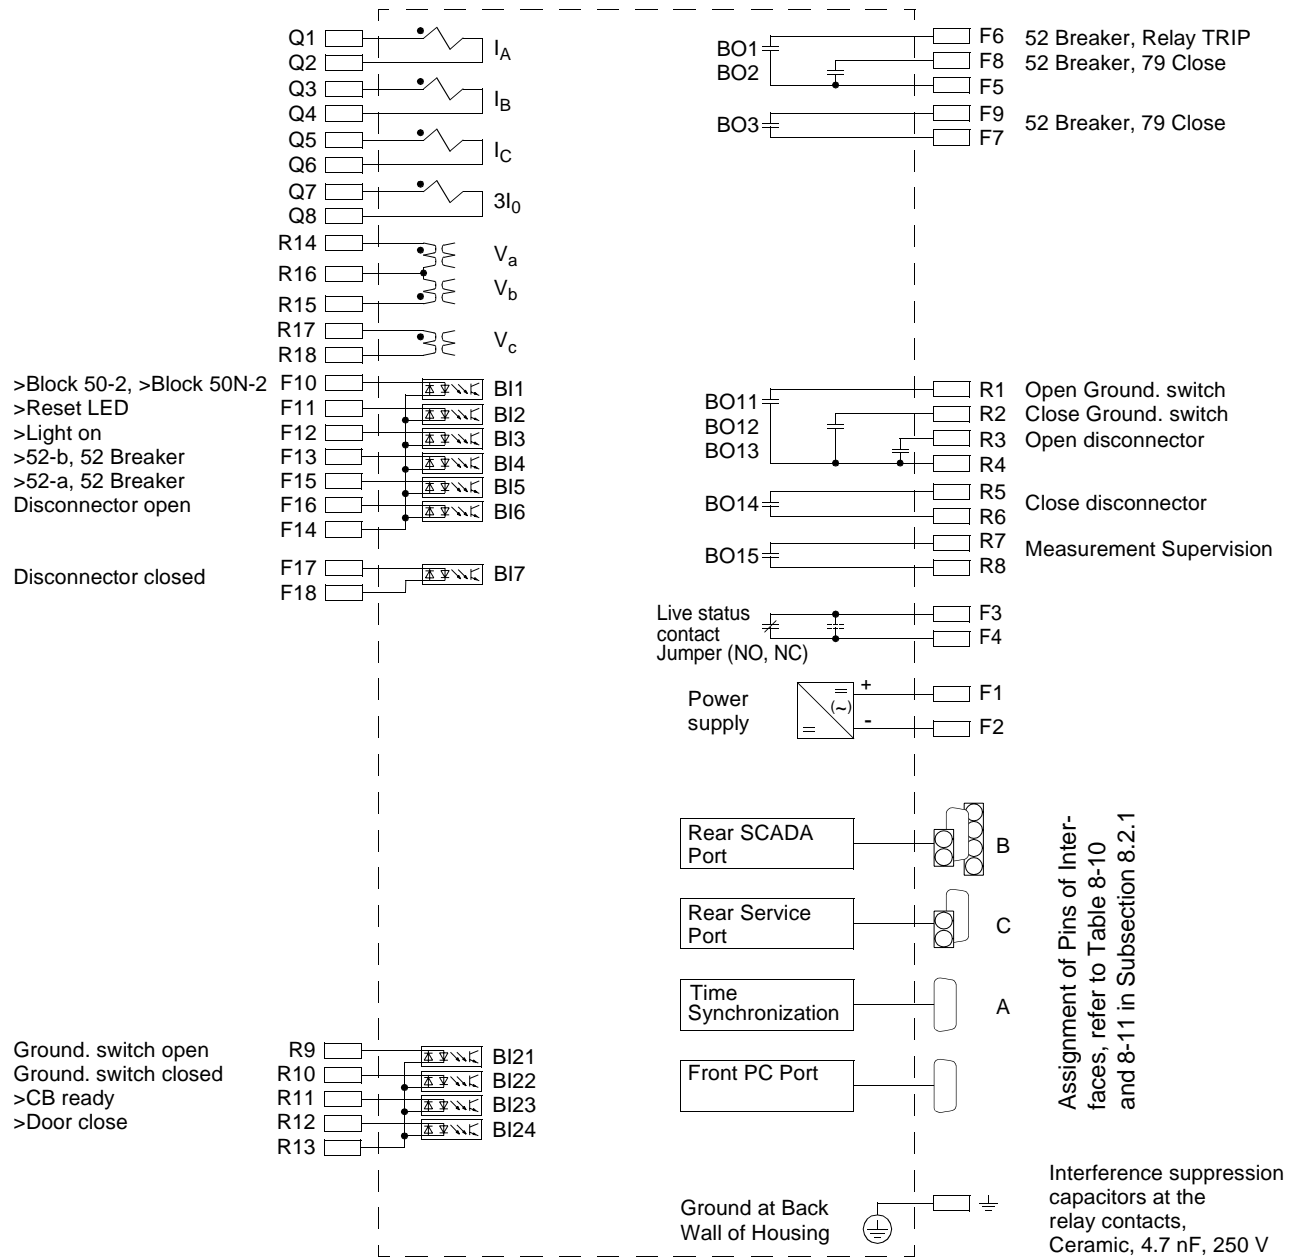 Q1
Q2
I_A
Q3
Q4
I_B
Q5
Q6
I_C
Q7
Q8
3I_0
R14
V_a
R16
V_b
R15
R17
V_c
R18
>Block 50-2, >Block 50N-2 F10 BI1
>Reset LED F11 BI2
>Light on F12 BI3
>52-b, 52 Breaker F13 BI4
>52-a, 52 Breaker F15 BI5
Disconnector open F16 BI6
F14
Disconnector closed F17 BI7
F18
Ground. switch open R9 BI21
Ground. switch closed R10 BI22
>CB ready R11 BI23
>Door close R12 BI24
R13
BO1 F6 52 Breaker, Relay TRIP
BO2 F8 52 Breaker, 79 Close
F5
BO3 F9 52 Breaker, 79 Close
F7
BO11 R1 Open Ground. switch
BO12 R2 Close Ground. switch
BO13 R3 Open disconnector
R4
BO14 R5 Close disconnector
R6
BO15 R7 Measurement Supervision
R8
Live status
contact
Jumper (NO, NC)
F3
F4
Power
supply
=
(~)
=
+ F1
- F2
Rear SCADA
Port
B
Rear Service
Port
C
Time
Synchronization
A
Front PC Port
Assignment of Pins of Inter-
faces, refer to Table 8-10
and 8-11 in Subsection 8.2.1
Ground at Back
Wall of Housing
Interference suppression
capacitors at the
relay contacts,
Ceramic, 4.7 nF, 250 V